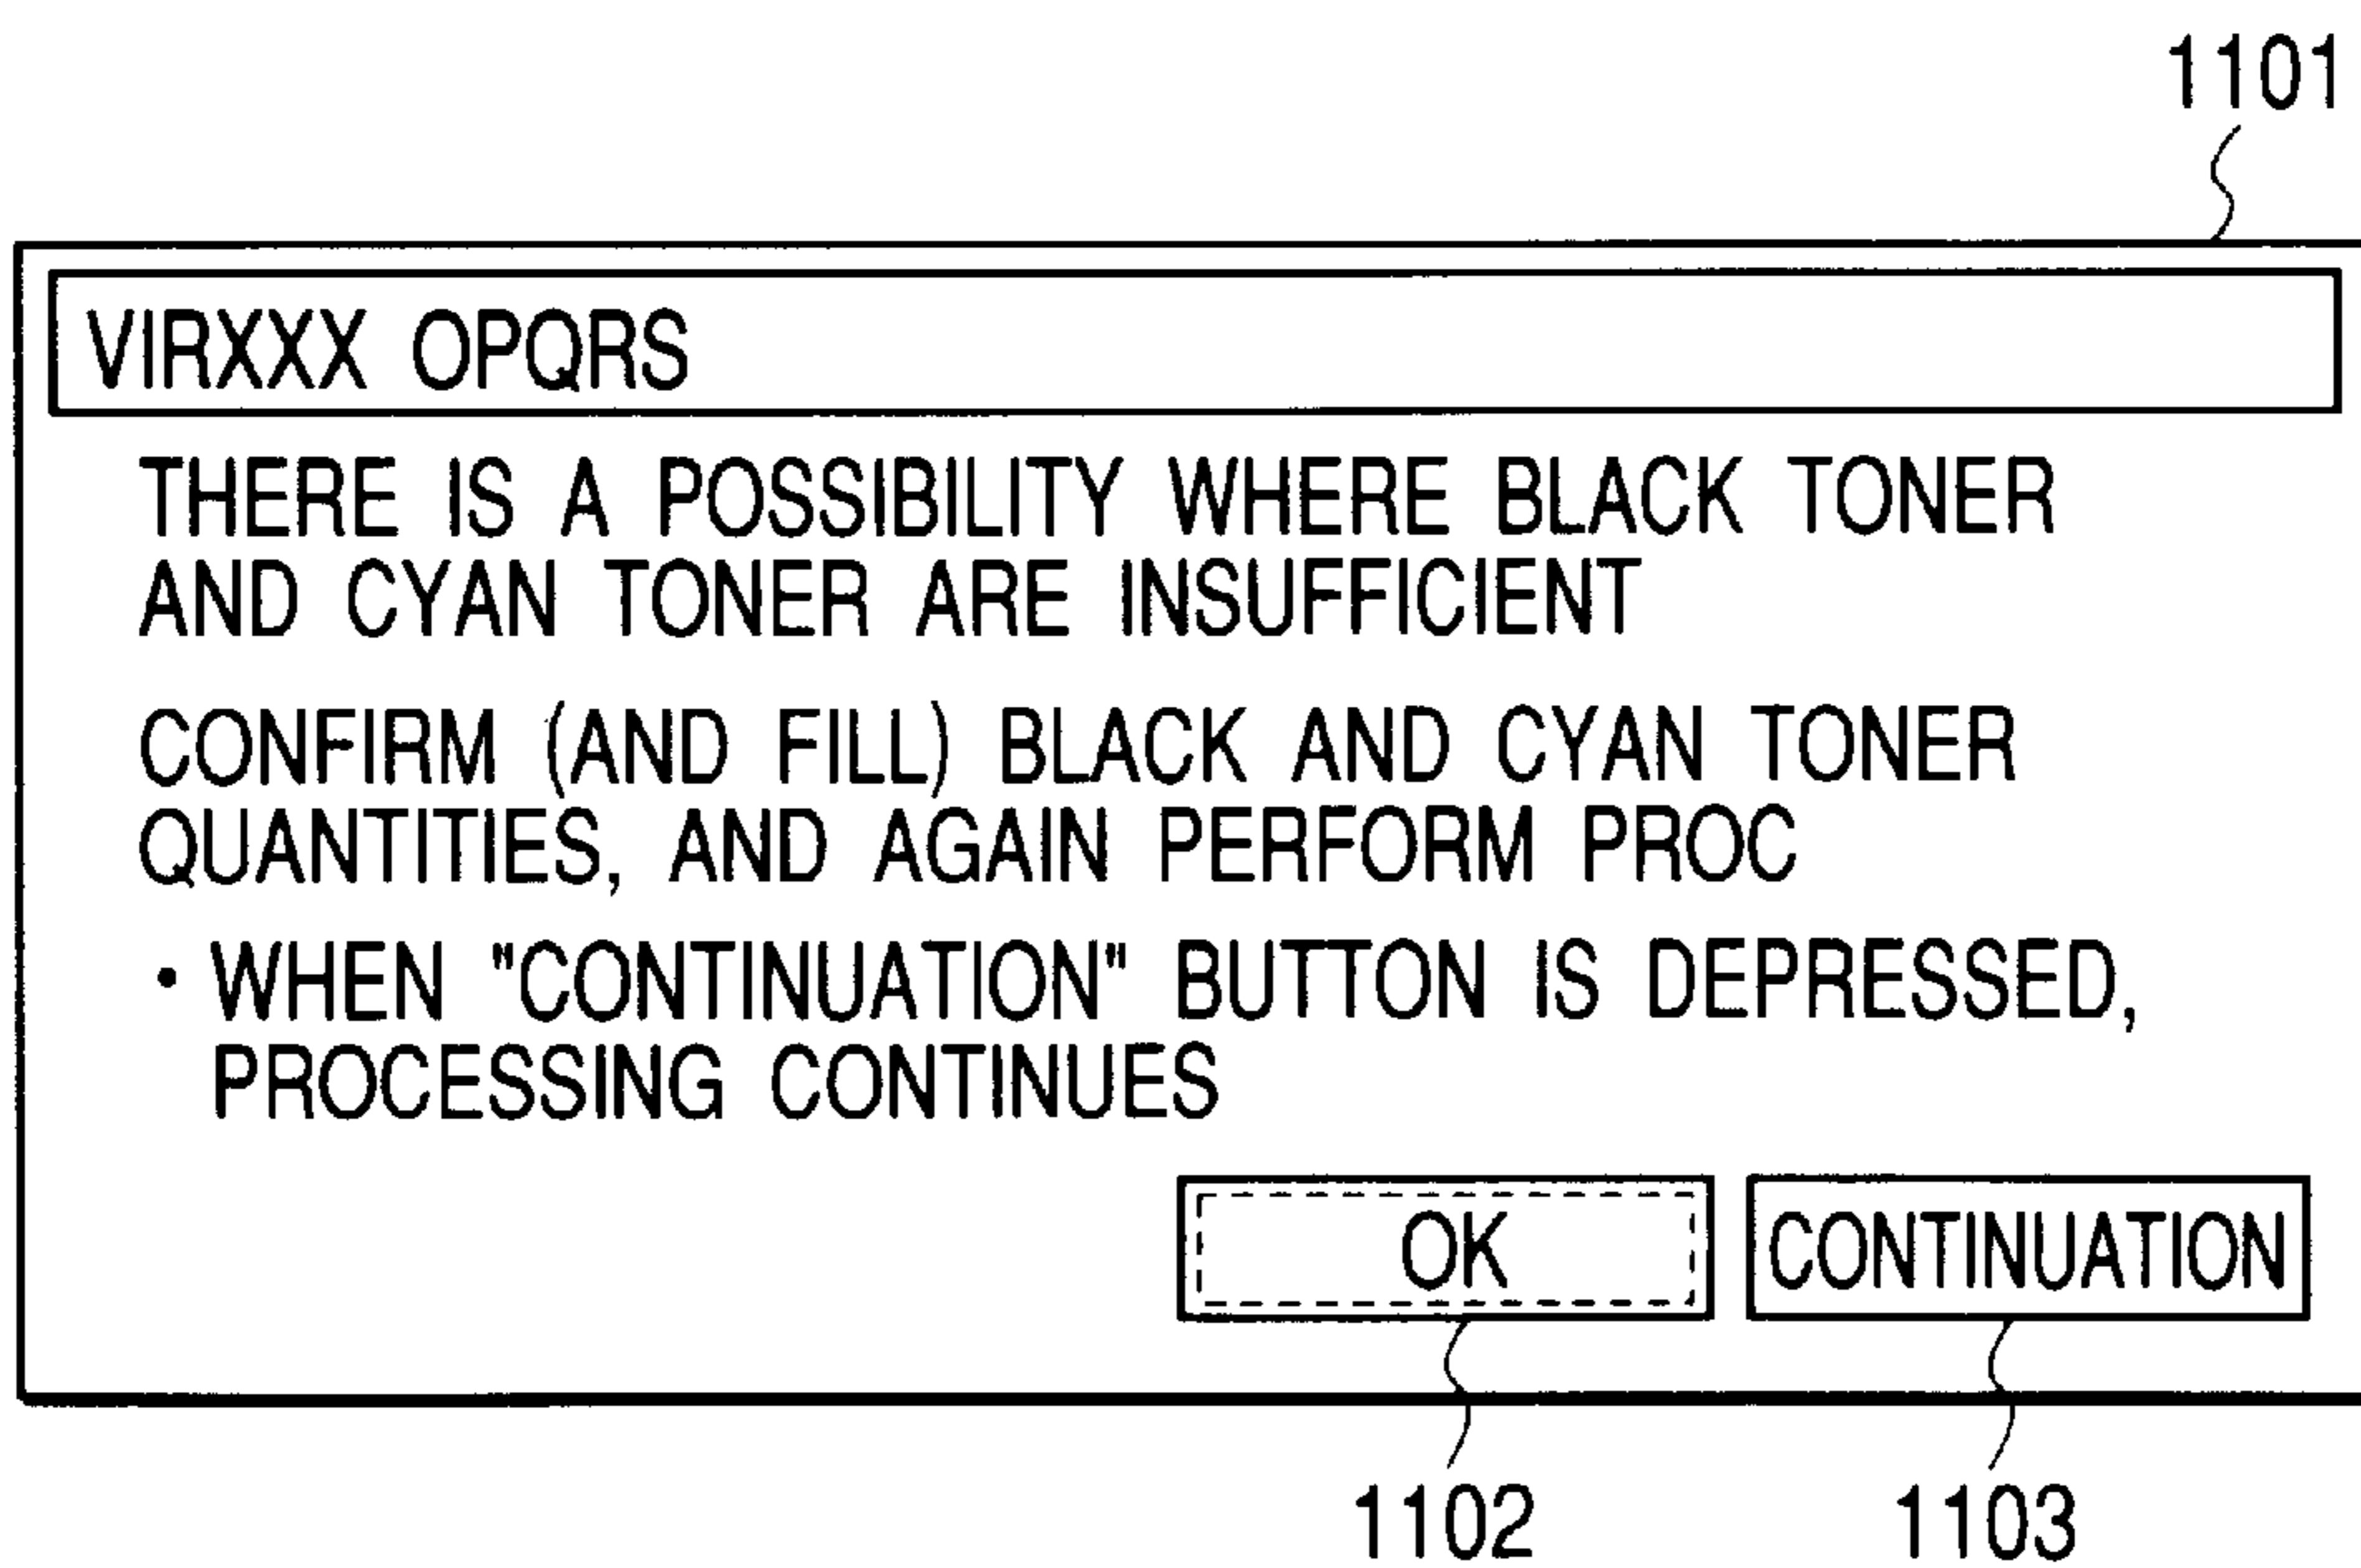 1101
VIRXXX OPQRS
THERE IS A POSSIBILITY WHERE BLACK TONER
AND CYAN TONER ARE INSUFFICIENT
CONFIRM (AND FILL) BLACK AND CYAN TONER
QUANTITIES, AND AGAIN PERFORM PROC
• WHEN "CONTINUATION" BUTTON IS DEPRESSED,
PROCESSING CONTINUES
OK CONTINUATION
1102 1103